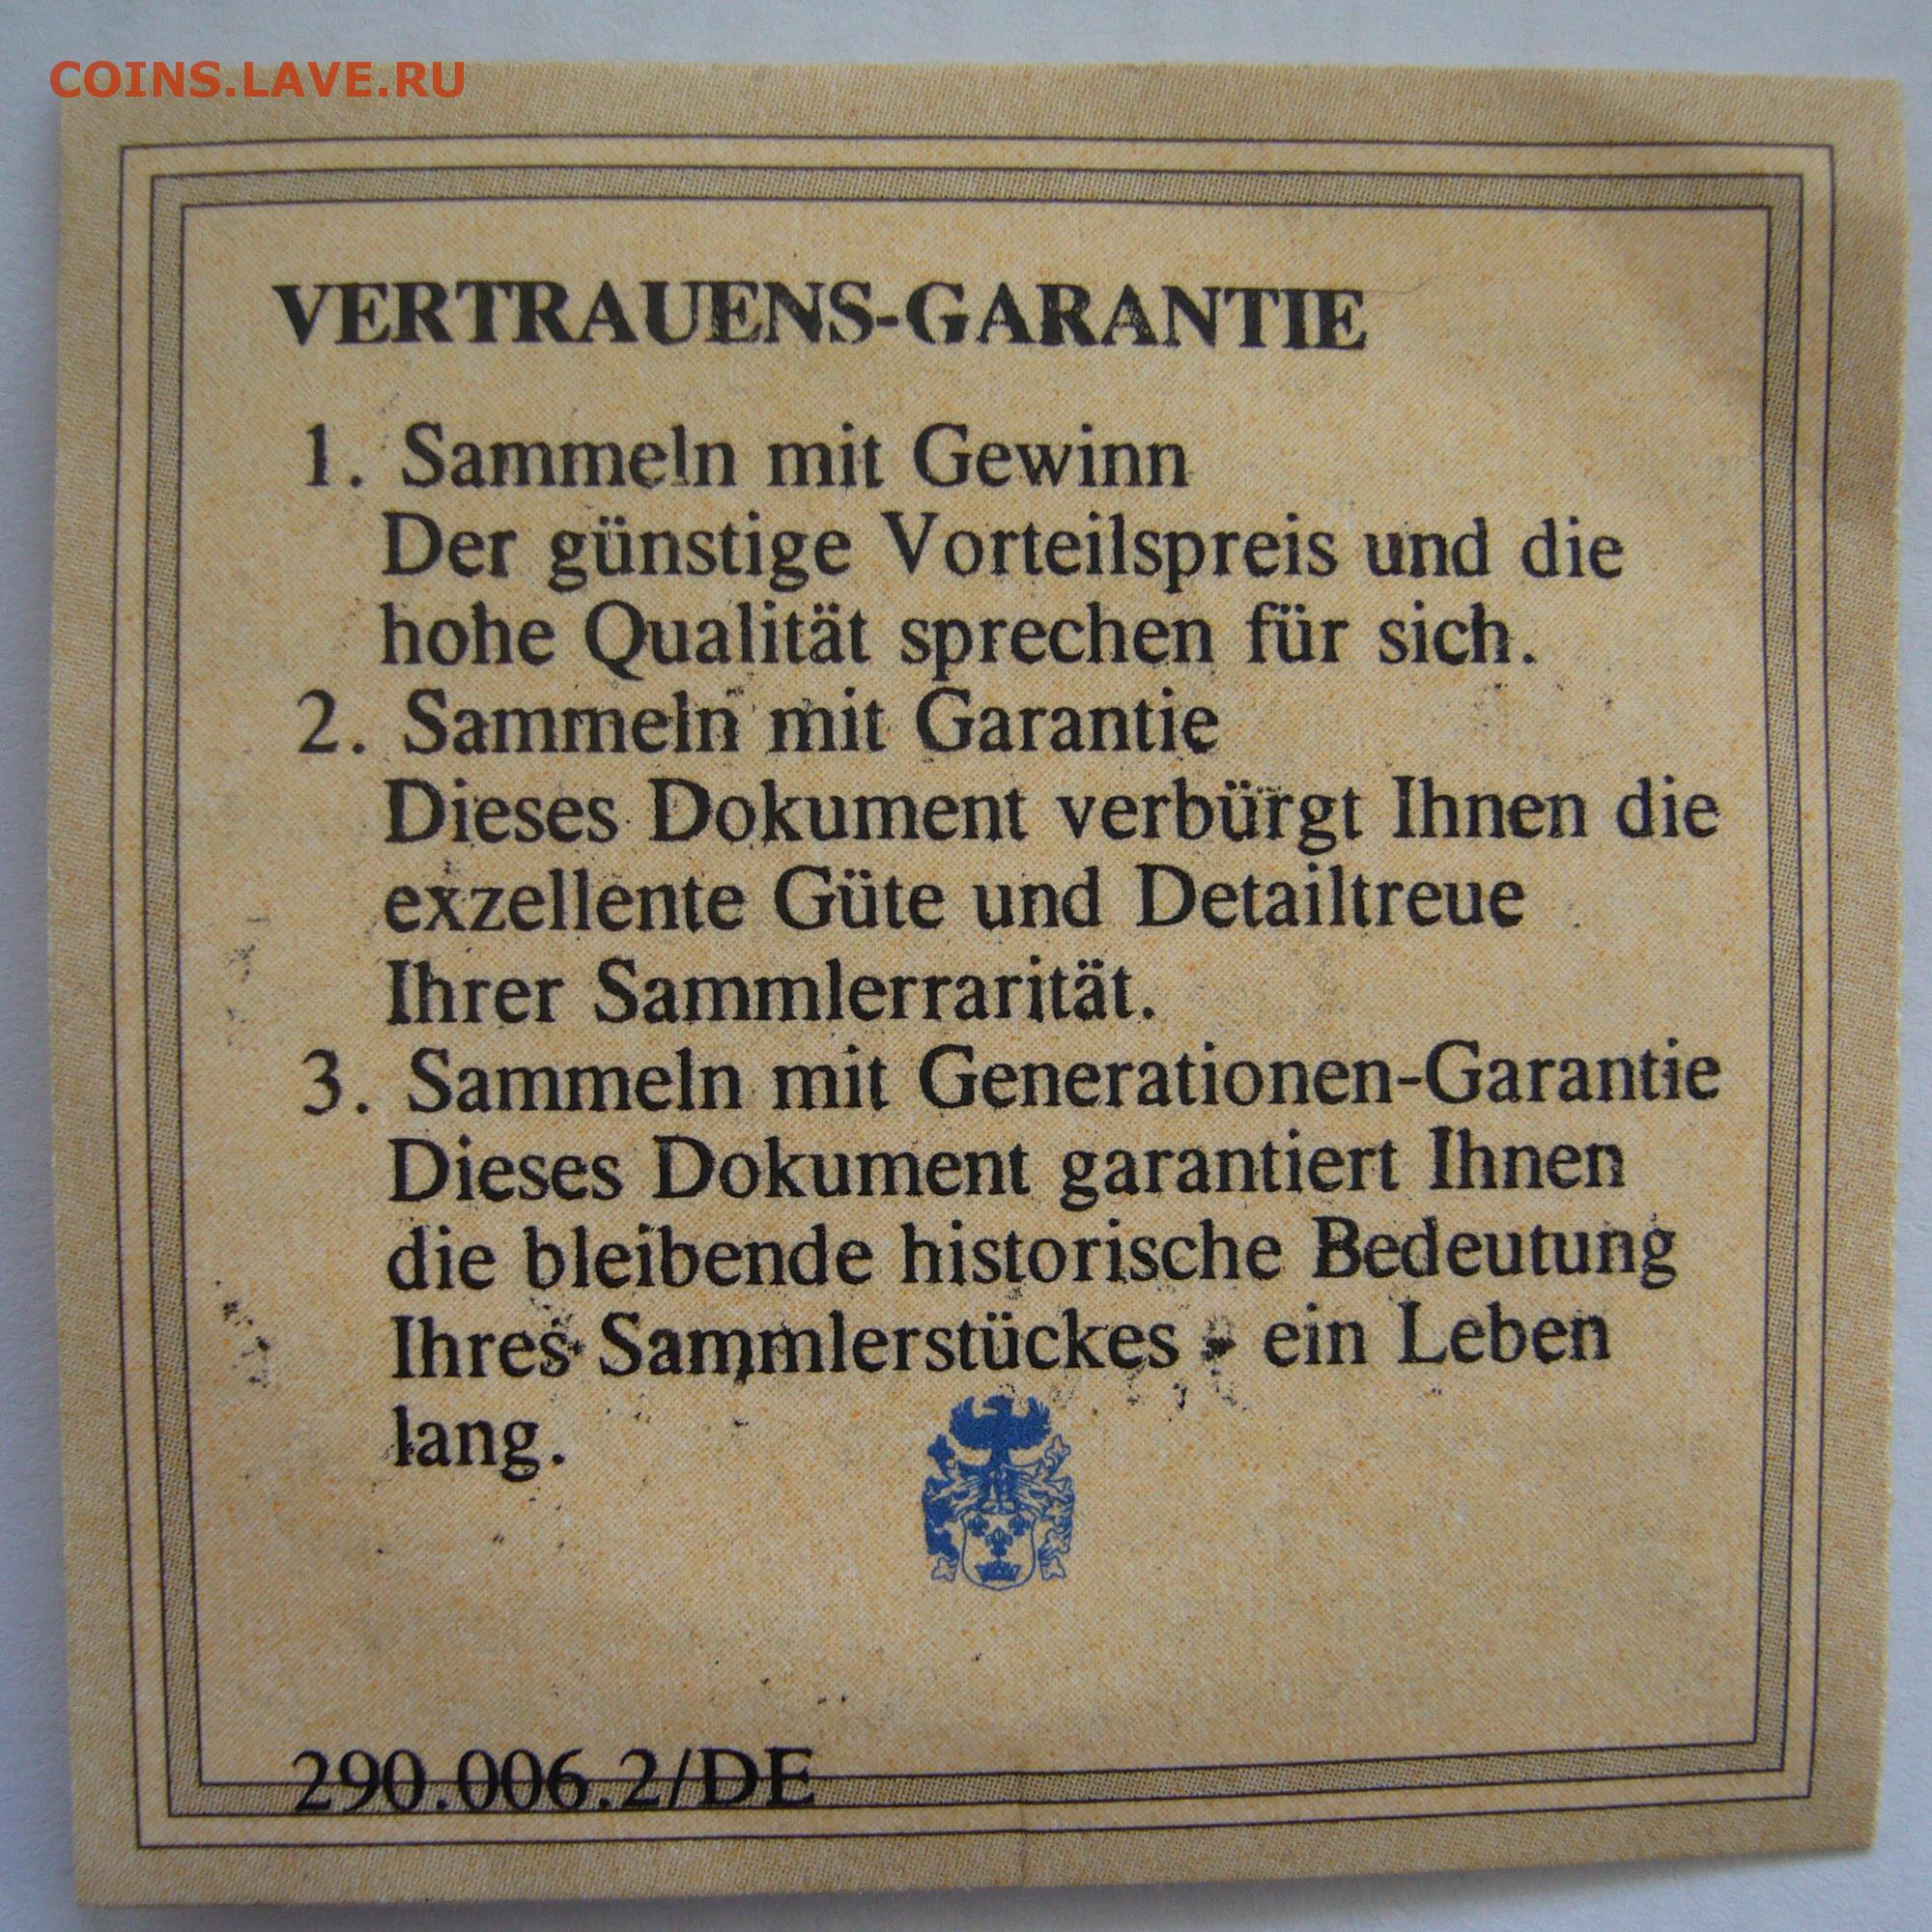 COINS.LAVE.RU
VERTRAUENS-GARANTIE
1. Sammeln mit Gewinn
Der günstige Vorteilspreis und die
hohe Qualität sprechen für sich.
2. Sammeln mit Garantie
Dieses Dokument verbürgt Ihnen die
exzellente Güte und Detailtreue
Ihrer Sammlerrarität.
3. Sammeln mit Generationen-Garantie
Dieses Dokument garantiert Ihnen
die bleibende historische Bedeutung
Ihres Sammlerstückes - ein Leben
lang.
290.006.2/DE